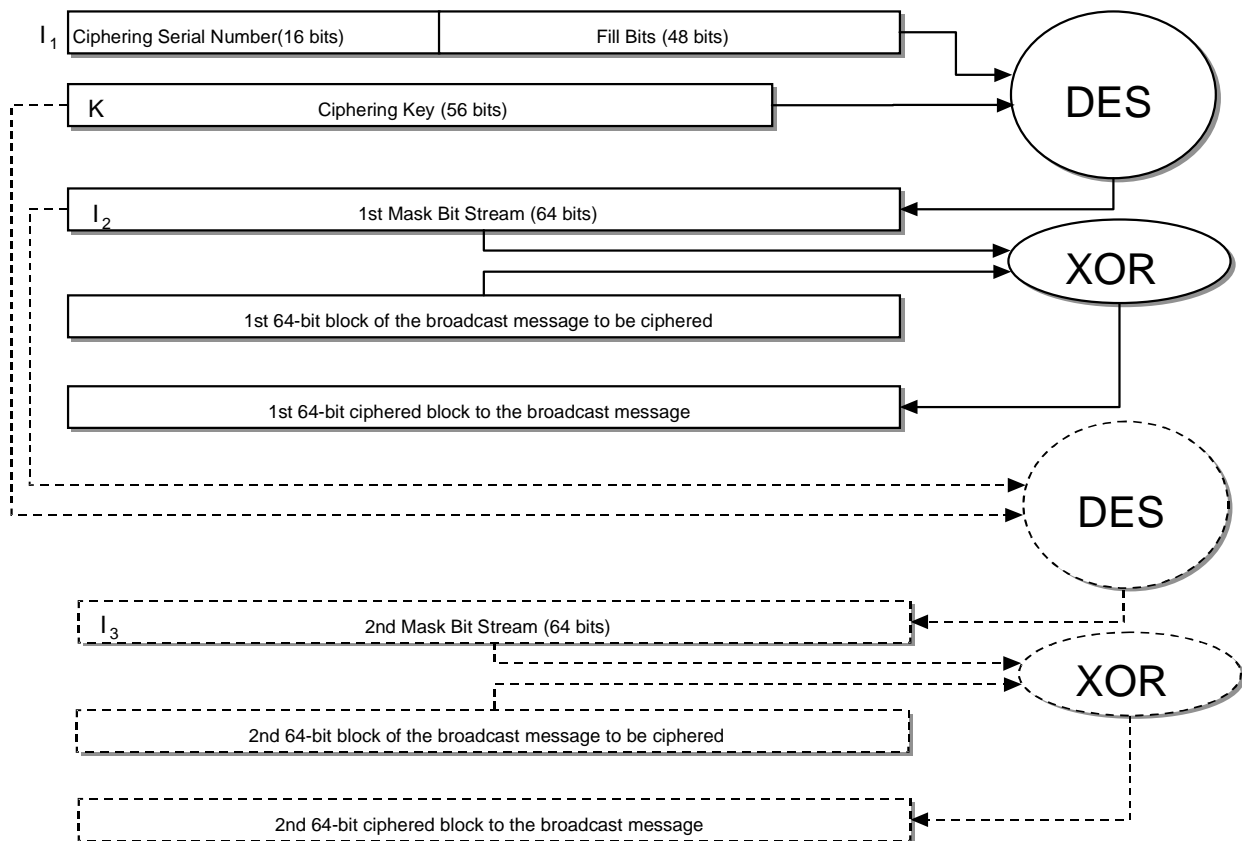 I1 Ciphering Serial Number(16 bits) Fill Bits (48 bits)
DES
K Ciphering Key (56 bits)
I2 1st Mask Bit Stream (64 bits)
XOR
1st 64-bit block of the broadcast message to be ciphered
1st 64-bit ciphered block to the broadcast message
DES
I3 2nd Mask Bit Stream (64 bits)
XOR
2nd 64-bit block of the broadcast message to be ciphered
2nd 64-bit ciphered block to the broadcast message